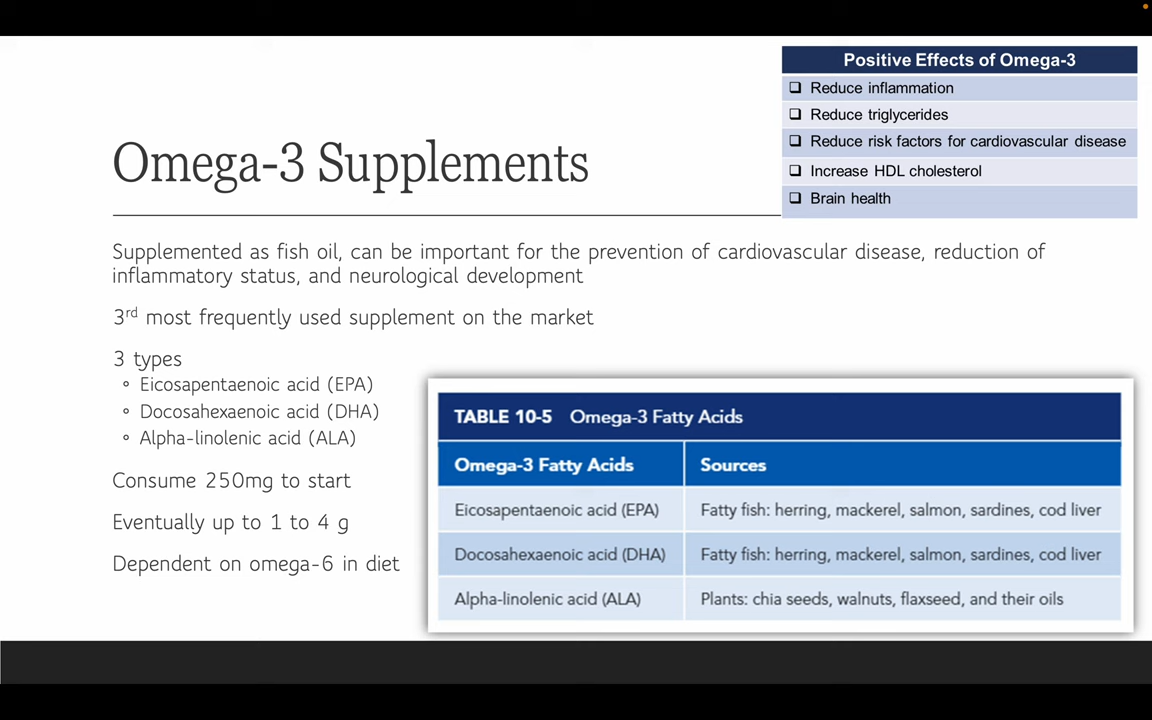 Positive Effects of Omega-3
❑ Reduce inflammation
❑ Reduce triglycerides
❑ Reduce risk factors for cardiovascular disease
❑ Increase HDL cholesterol
❑ Brain health
Omega-3 Supplements
Supplemented as fish oil, can be important for the prevention of cardiovascular disease, reduction of
inflammatory status, and neurological development
3rd most frequently used supplement on the market
3 types
◦ Eicosapentaenoic acid (EPA)
◦ Docosahexaenoic acid (DHA)
◦ Alpha-linolenic acid (ALA)
Consume 250mg to start
Eventually up to 1 to 4 g
Dependent on omega-6 in diet
TABLE 10-5 Omega-3 Fatty Acids
Omega-3 Fatty Acids Sources
Eicosapentaenoic acid (EPA) Fatty fish: herring, mackerel, salmon, sardines, cod liver
Docosahexaenoic acid (DHA) Fatty fish: herring, mackerel, salmon, sardines, cod liver
Alpha-linolenic acid (ALA) Plants: chia seeds, walnuts, flaxseed, and their oils